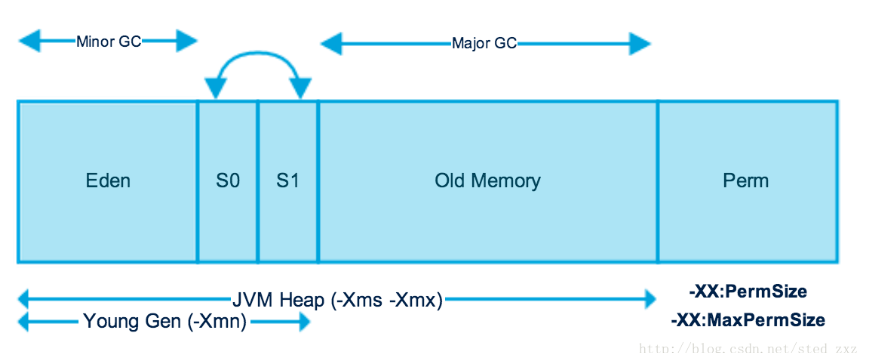 Minor GC
Major GC
Eden
S0
S1
Old Memory
Perm
JVM Heap (-Xms -Xmx)
-XX:PermSize
Young Gen (-Xmn)
-XX:MaxPermSize
http://blog.csdn.net/sted_zxz